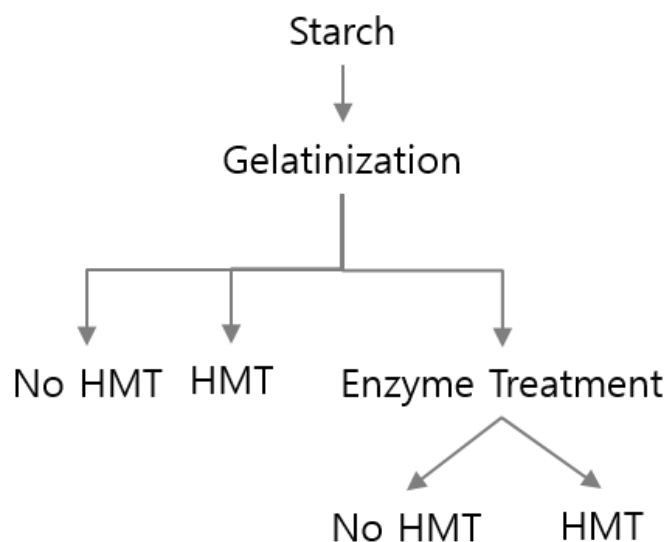 Starch
Gelatinization
No HMT HMT Enzyme Treatment
No HMT HMT